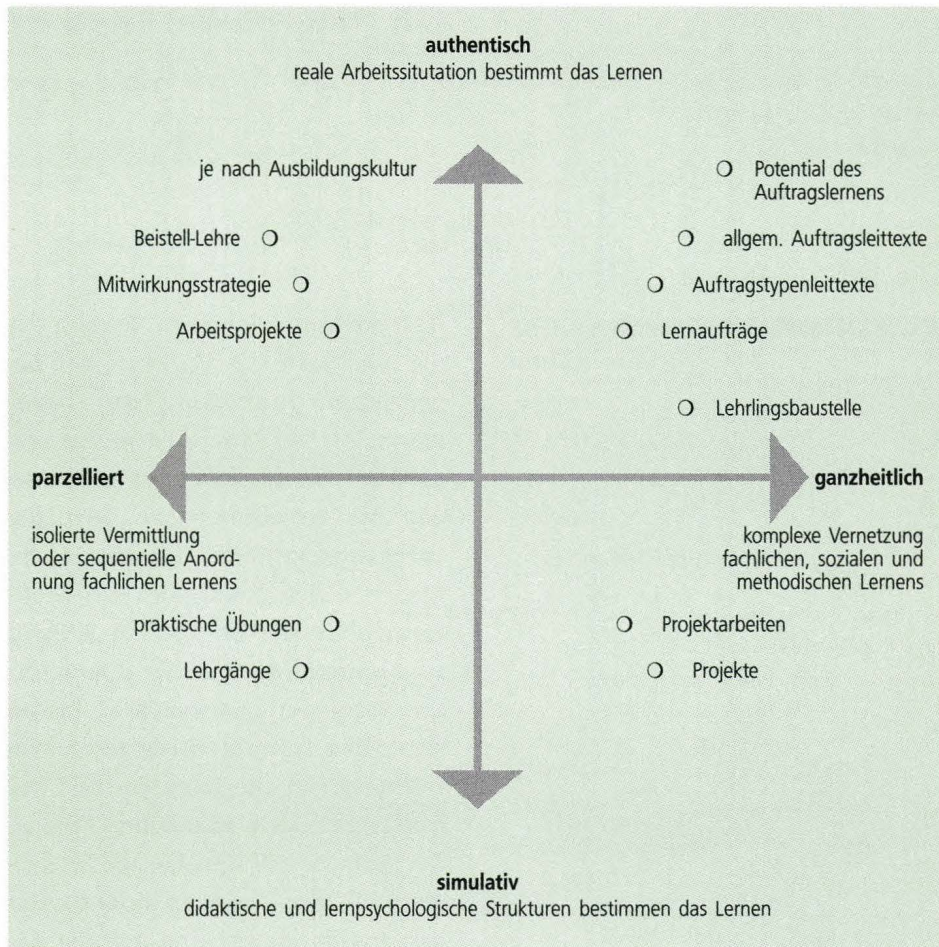 authentisch
reale Arbeitssitutation bestimmt das Lernen
je nach Ausbildungskultur
Potential des
Auftragslernens
Beistell-Lehre
allgem. Auftragsleittexte
Mitwirkungsstrategie
Auftragstypenleittexte
Arbeitsprojekte
Lernaufträge
Lehrlingsbaustelle
parzelliert
ganzheitlich
isolierte Vermittlung
oder sequentielle Anord-
nung fachlichen Lernens
komplexe Vernetzung
fachlichen, sozialen und
methodischen Lernens
praktische Übungen
Projektarbeiten
Lehrgänge
Projekte
simulativ
didaktische und lernpsychologische Strukturen bestimmen das Lernen